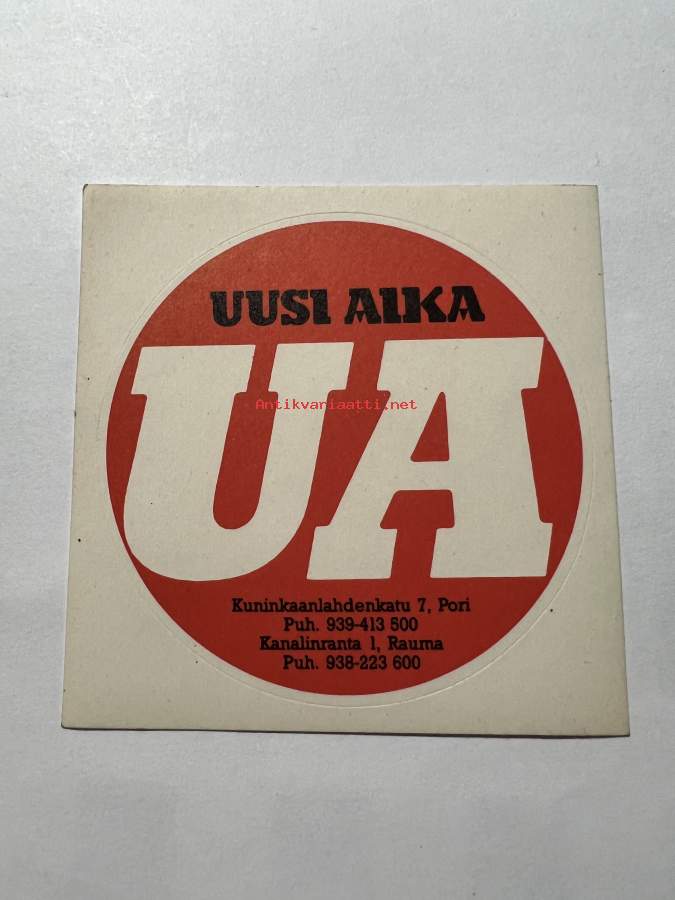 UUSI AIKA
UA
Antikvariaatti.net
Kuninkaanlahdenkatu 7, Pori
Puh. 939-413 500
Kanalinranta 1, Rauma
Puh. 938-223 600